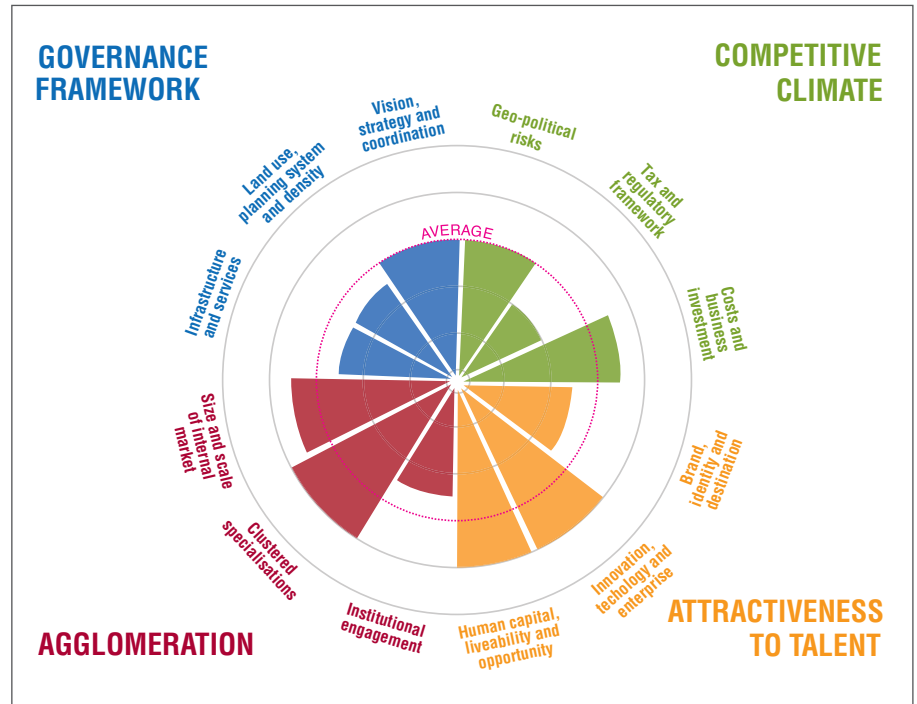 GOVERNANCE
FRAMEWORK
COMPETITIVE
CLIMATE
Vision,
strategy and
coordination
Geo-political
risks
Land use,
planning system
and density
Tax and
regulatory
framework
AVERAGE
Infrastructure
and services
Costs and
business
investment
Size and scale
of internal
market
Brand,
identity and
destination
Clustered
specialisations
Innovation,
techology and
enterprise
Institutional
engagement
Human capital,
liveability and
opportunity
AGGLOMERATION
ATTRACTIVENESS
TO TALENT